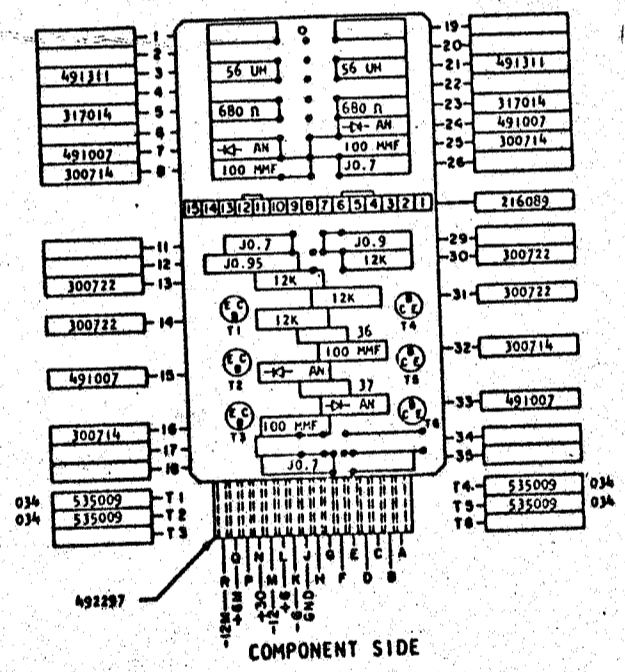 1 19
2 20
491311 3 56 UH 56 UH 21 491311
4 22
317014 5 680 Ω 680 Ω 23 317014
6 AN 24 491007
491007 7 AN 100 MMF 25 300714
300714 8 100 MMF J0.7 26
15 14 13 12 11 10 9 8 7 6 5 4 3 2 1 216089
11 J0.7 J0.9 29
12 J0.95 12K 30 300722
300722 13 12K
12K 31 300722
E C B T1 B C E T4
300722 14 12K
J6
100 MMF 32 300714
E C B T2 B C E T5
491007 15 AN
J7
AN 33 491007
E C B T3 B C E T6
300714 16 100 MMF 34
17 35
18 J0.7
034 535009 T1 T4 535009 034
034 535009 T2 T5 535009 034
T3 T6
492297
R O P N M L K J H G F E D C B A
-12M +6M +30 -12 +6 -6 GND
COMPONENT SIDE